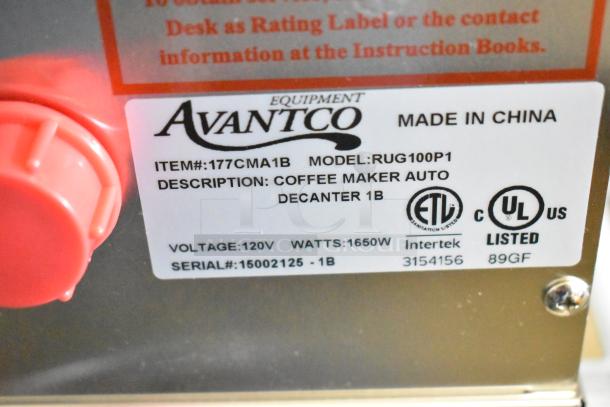 Desk as Rating Label or the contact
information at the Instruction Books.
EQUIPMENT
AVANTCO
MADE IN CHINA
ITEM#:177CMA1B MODEL:RUG100P1
DESCRIPTION: COFFEE MAKER AUTO
DECANTER 1B
ETL
C UL US
LISTED
VOLTAGE:120V WATTS:1650W
Intertek
SERIAL#:15002125 - 1B
3154156
89GF